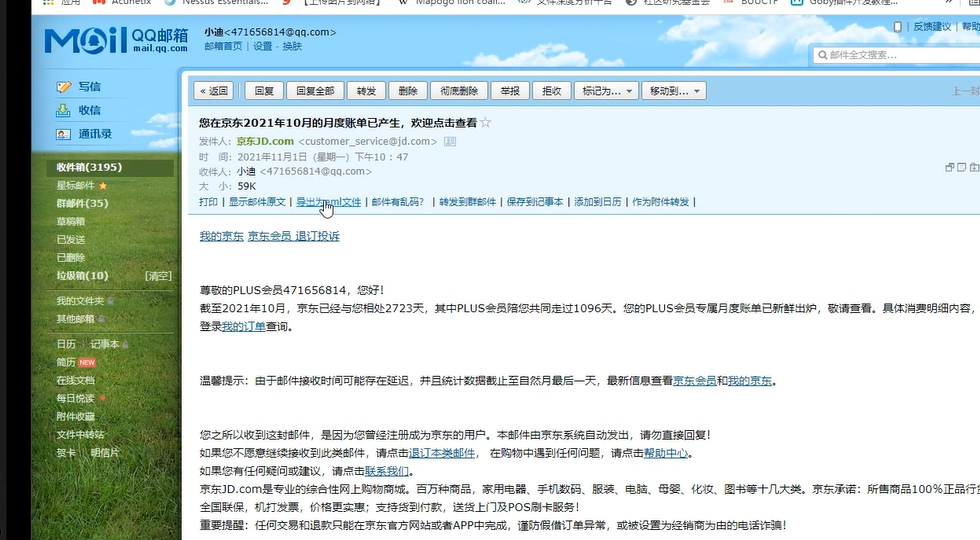 应用 Acunetix Nessus Essentials... 【上传图片到网络】 Mapogo lion coali... 文件深度分析平台 社区研究基金会 BUUCTF Goby插件开发教程...
Mail QQ邮箱 mail.qq.com
小迪<471656814@qq.com>
邮箱首页 | 设置 - 换肤
反馈建议 | 帮助
邮件全文搜索...
写信
收信
通讯录
收件箱(3195)
星标邮件
群邮件(35)
草稿箱
已发送
已删除
垃圾箱(10) [清空]
我的文件夹
其他邮箱
日历 | 记事本
简历 NEW
在线文档
每日悦读
附件收藏
文件中转站
贺卡 | 明信片
« 返回 回复 回复全部 转发 删除 彻底删除 举报 拒收 标记为... 移动到... 上一封
您在京东2021年10月的月度账单已产生，欢迎点击查看☆
发件人：京东JD.com <customer_service@jd.com>
时 间：2021年11月1日（星期一）下午10：47
收件人：小迪 <471656814@qq.com>
大 小：59K
打印 | 显示邮件原文 | 导出为eml文件 | 邮件有乱码? | 转发到群邮件 | 保存到记事本 | 添加到日历 | 作为附件转发 |
我的京东 京东会员 退订投诉
尊敬的PLUS会员471656814，您好！
截至2021年10月，京东已经与您相处2723天，其中PLUS会员陪您共同走过1096天。您的PLUS会员专属月度账单已新鲜出炉，敬请查看。具体消费明细内容，
登录我的订单查询。
温馨提示：由于邮件接收时间可能存在延迟，并且统计数据截止至自然月最后一天，最新信息查看京东会员和我的京东。
您之所以收到这封邮件，是因为您曾经注册成为京东的用户。本邮件由京东系统自动发出，请勿直接回复！
如果您不愿意继续接收到此类邮件，请点击退订本类邮件， 在购物中遇到任何问题，请点击帮助中心。
如果您有任何疑问或建议，请点击联系我们。
京东JD.com是专业的综合性网上购物商城。百万种商品，家用电器、手机数码、服装、电脑、母婴、化妆、图书等十几大类。京东承诺：所售商品100%正品行货
全国联保，机打发票，价格更实惠；支持货到付款，送货上门及POS刷卡服务！
重要提醒：任何交易和退款只能在京东官方网站或者APP中完成，谨防假借订单异常，或被设置为经销商为由的电话诈骗！